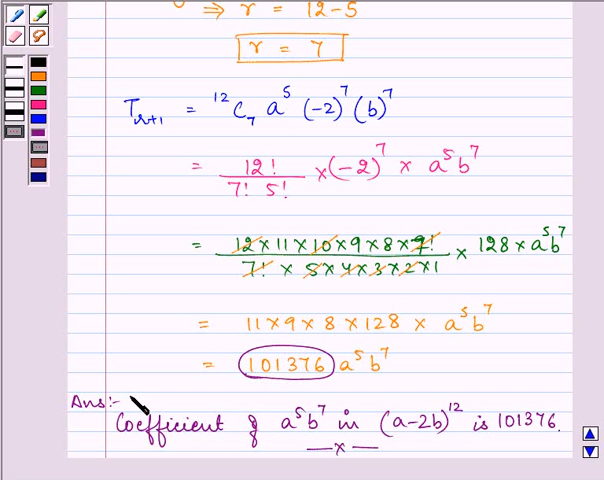 ⇒ r = 12-5
r = 7
T_{r+1} = ¹²C₇ a⁵ (-2)⁷ (b)⁷
= 12! / 7! 5! × (-2)⁷ × a⁵b⁷
= 12 × 11 × 10 × 9 × 8 × 7! / 7! × 5 × 4 × 3 × 2 × 1 × 128 × a⁵b⁷
= 11 × 9 × 8 × 128 × a⁵b⁷
= 101376 a⁵b⁷
Ans:-
Coefficient of a⁵b⁷ in (a-2b)¹² is 101376.
—x—